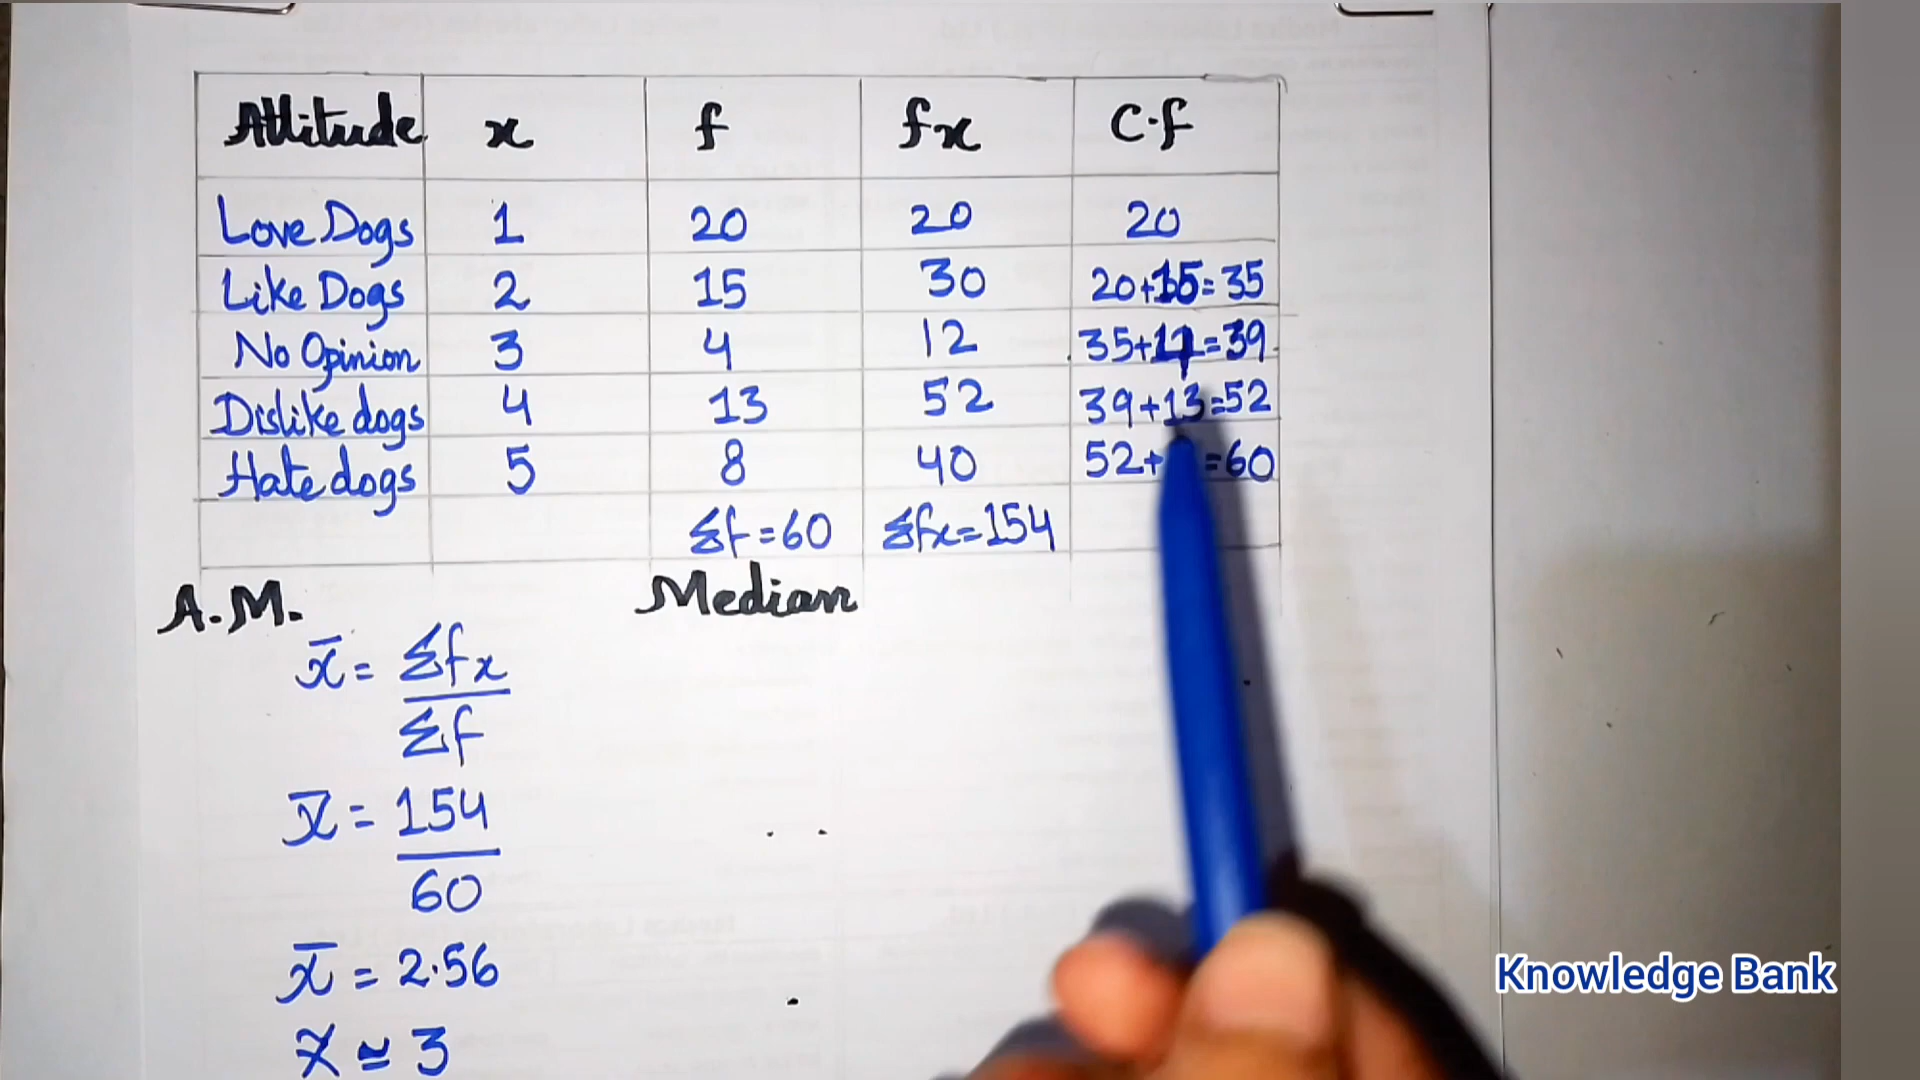 Attitude x f fx C.f
Love Dogs 1 20 20 20
Like Dogs 2 15 30 20+15=35
No Opinion 3 4 12 35+4=39
Dislike dogs 4 13 52 39+13=52
Hate dogs 5 8 40 52+ =60
Σf=60 Σfx=154
A.M. Median
x̄ = Σfx
Σf
x̄ = 154
60
x̄ = 2.56
x ≃ 3
Knowledge Bank